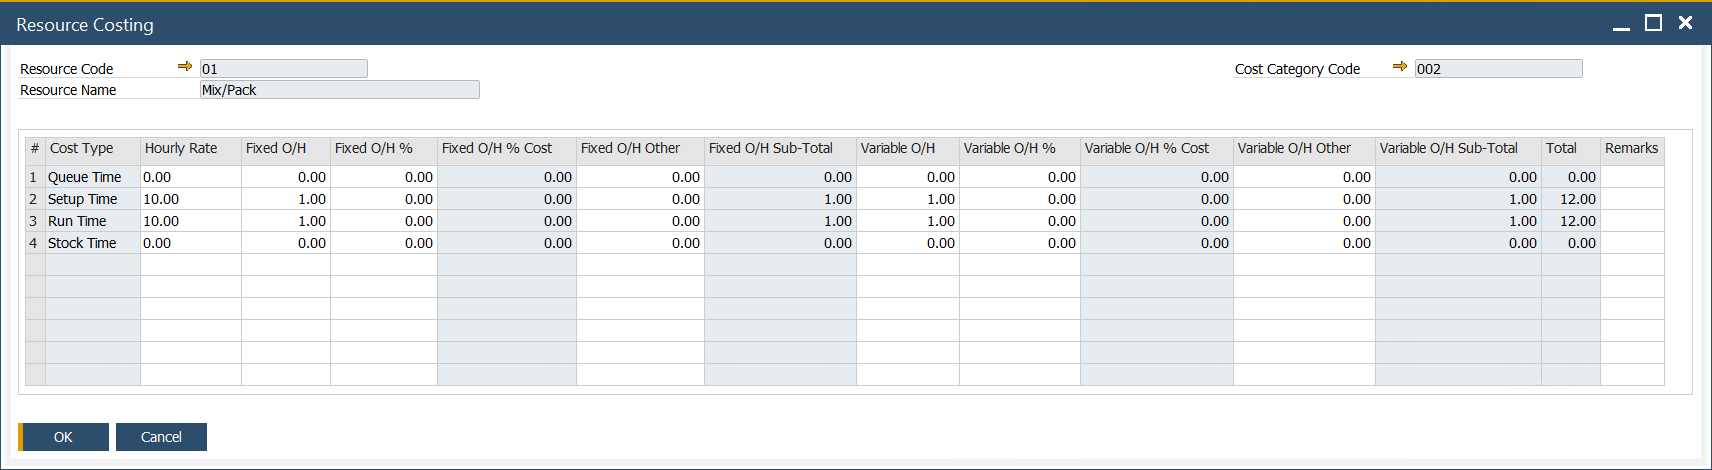 Resource Costing
Resource Code 01 Cost Category Code 002
Resource Name Mix/Pack
# Cost Type Hourly Rate Fixed O/H Fixed O/H % Fixed O/H % Cost Fixed O/H Other Fixed O/H Sub-Total Variable O/H Variable O/H % Variable O/H % Cost Variable O/H Other Variable O/H Sub-Total Total Remarks
1 Queue Time 0.00 0.00 0.00 0.00 0.00 0.00 0.00 0.00 0.00 0.00 0.00 0.00
2 Setup Time 10.00 1.00 0.00 0.00 0.00 1.00 1.00 0.00 0.00 0.00 1.00 12.00
3 Run Time 10.00 1.00 0.00 0.00 0.00 1.00 1.00 0.00 0.00 0.00 1.00 12.00
4 Stock Time 0.00 0.00 0.00 0.00 0.00 0.00 0.00 0.00 0.00 0.00 0.00 0.00
OK Cancel